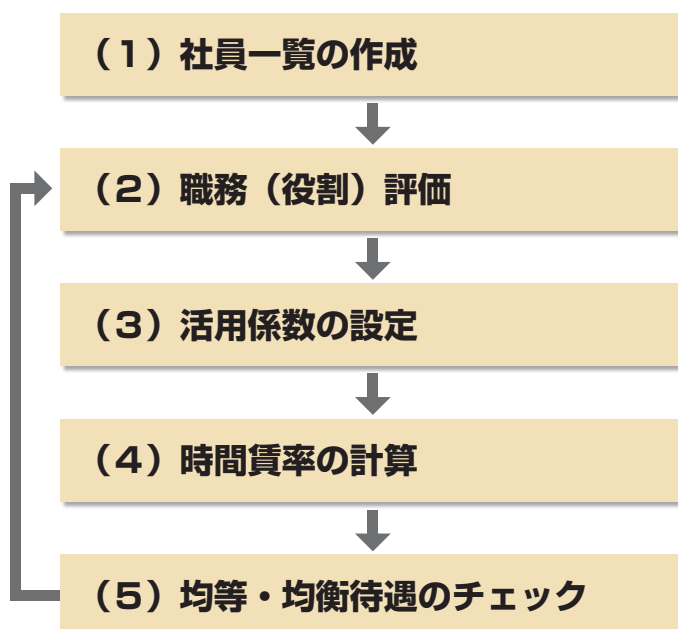 （１）社員一覧の作成
（２）職務（役割）評価
（３）活用係数の設定
（４）時間賃率の計算
（５）均等・均衡待遇のチェック